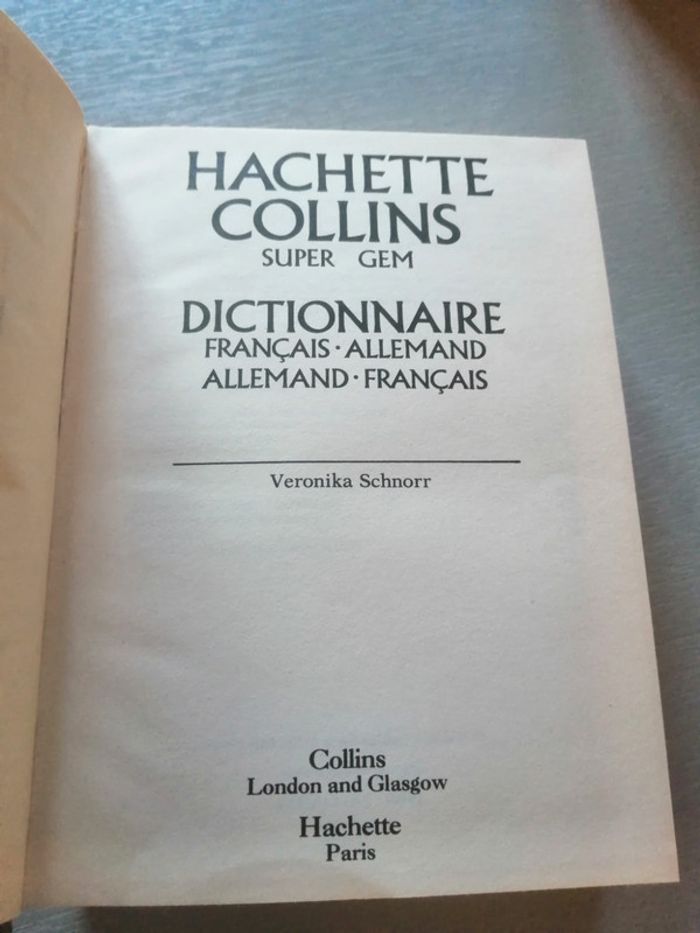 HACHETTE
COLLINS
SUPER GEM
DICTIONNAIRE
FRANÇAIS · ALLEMAND
ALLEMAND · FRANÇAIS
Veronika Schnorr
Collins
London and Glasgow
Hachette
Paris